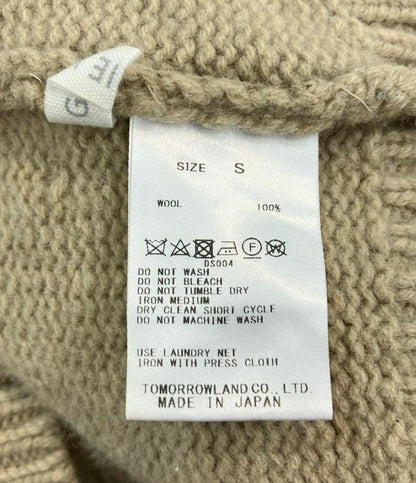 G E
SIZE S
WOOL 100%
F W
DS004
DO NOT WASH
DO NOT BLEACH
DO NOT TUMBLE DRY
IRON MEDIUM
DRY CLEAN SHORT CYCLE
DO NOT MACHINE WASH
USE LAUNDRY NET
IRON WITH PRESS CLOTH
TOMORROWLAND CO., LTD.
MADE IN JAPAN